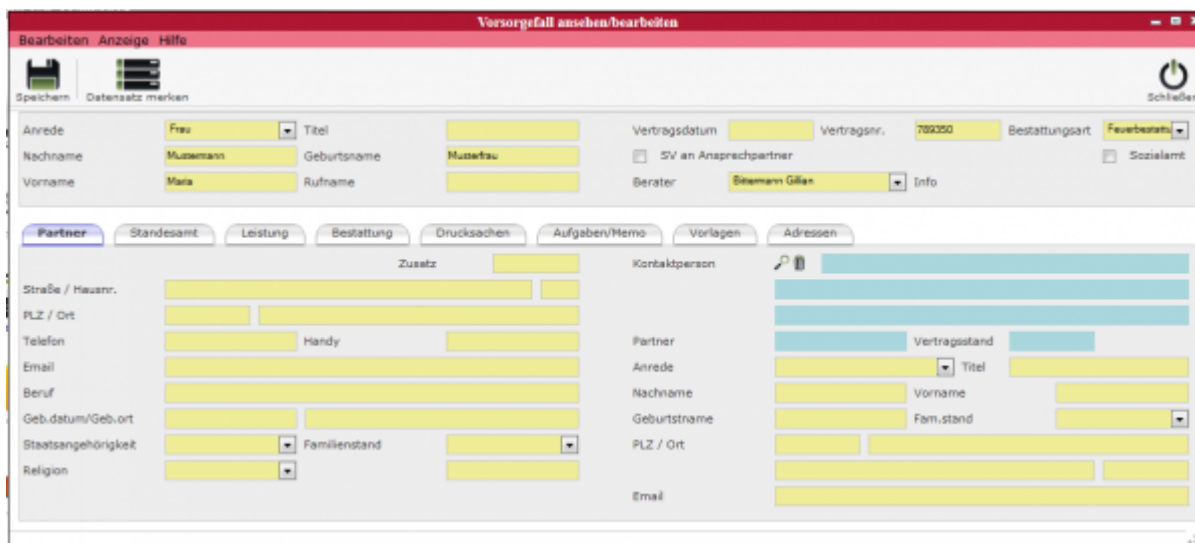 Vorsorgefall ansehen/bearbeiten
Bearbeiten Anzeige Hilfe
Speichern Datensatz merken Schließen
Anrede Frau Titel Vertragsdatum Vertragsnr. 789350 Bestattungsart Feuerbestattu
Nachname Mustermann Geburtsname Musterfrau SV an Ansprechpartner Sozialamt
Vorname Maria Rufname Berater Bittermann Gillian Info
Partner Standesamt Leistung Bestattung Drucksachen Aufgaben/Memo Vorlagen Adressen
Zusatz Kontaktperson
Straße / Hausnr.
PLZ / Ort
Telefon Handy Partner Vertragsstand
Email Anrede Titel
Beruf Nachname Vorname
Geb.datum/Geb.ort Geburtstname Fam.stand
Staatsangehörigkeit Familienstand PLZ / Ort
Religion
Email